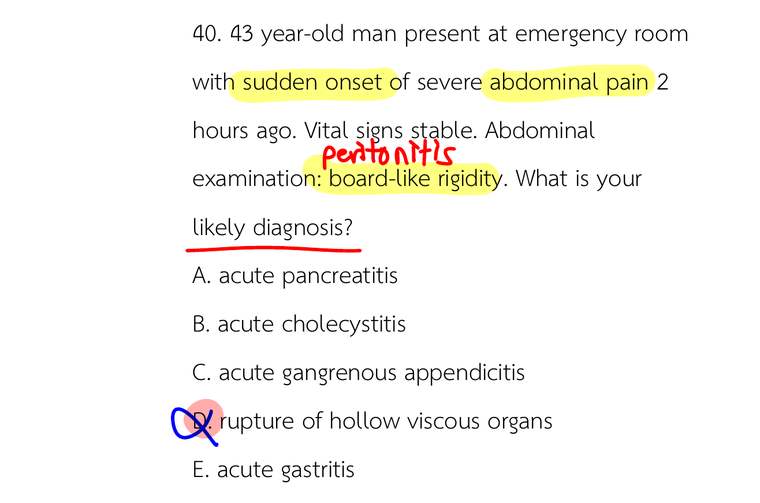 40. 43 year-old man present at emergency room
with sudden onset of severe abdominal pain 2
hours ago. Vital signs stable. Abdominal
peritonitis
examination: board-like rigidity. What is your
likely diagnosis?
A. acute pancreatitis
B. acute cholecystitis
C. acute gangrenous appendicitis
D. rupture of hollow viscous organs
E. acute gastritis